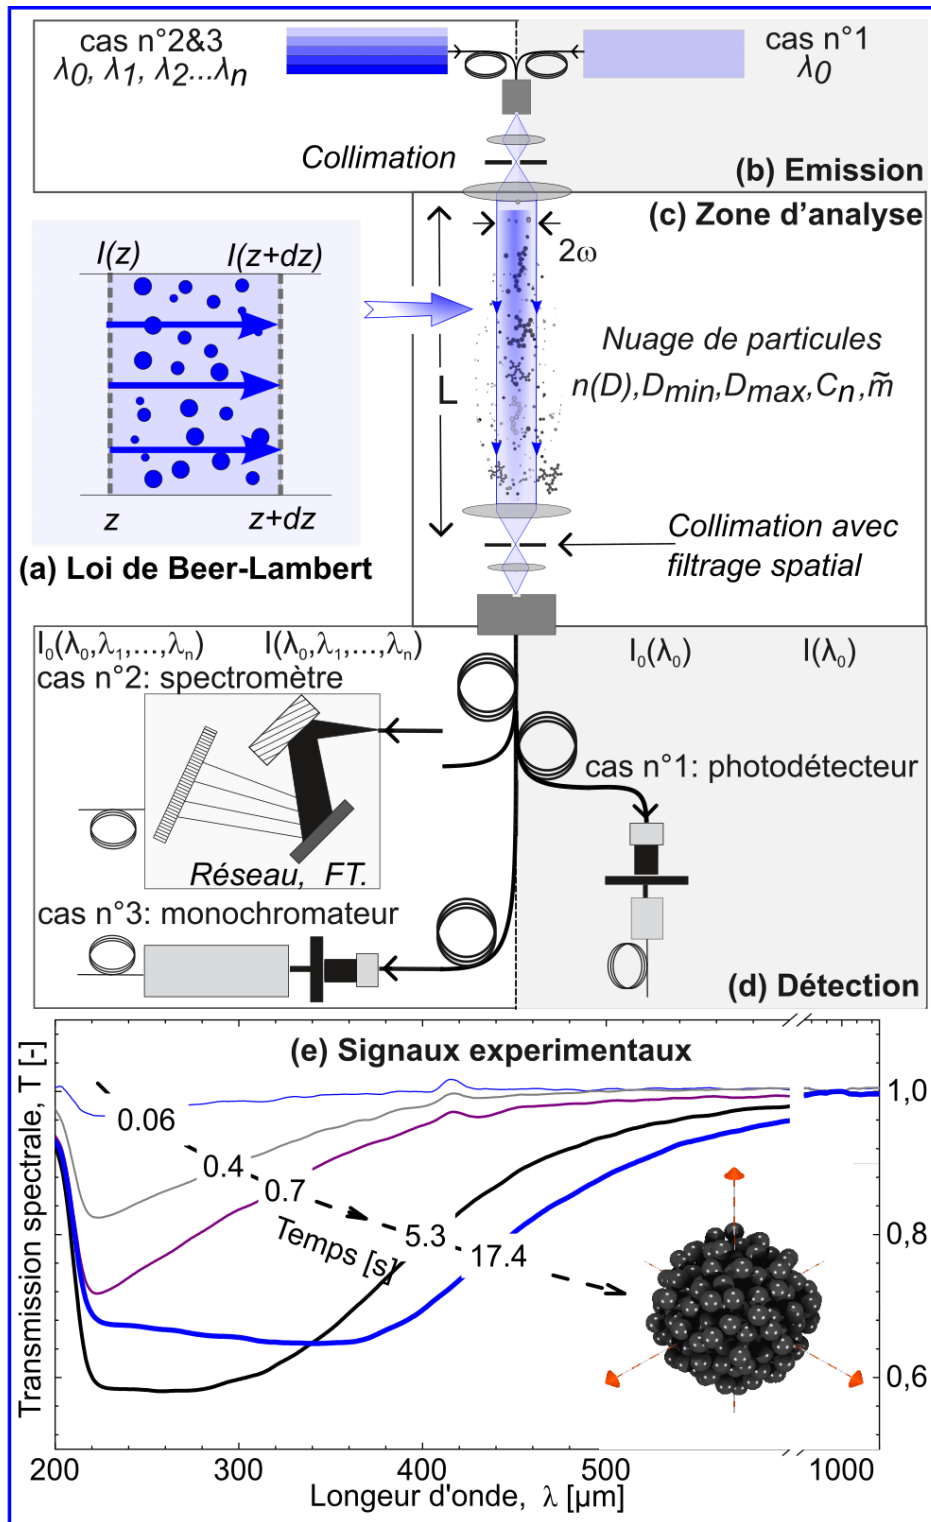 cas n°2&3
λ0, λ1, λ2...λn
cas n°1
λ0
Collimation
(b) Emission
(c) Zone d'analyse
2ω
I(z)
I(z+dz)
L
Nuage de particules
n(D),Dmin,Dmax,Cn,m̃
z
z+dz
(a) Loi de Beer-Lambert
Collimation avec
filtrage spatial
I₀(λ₀,λ₁,...,λₙ)
I(λ₀,λ₁,...,λₙ)
I₀(λ₀)
I(λ₀)
cas n°2: spectromètre
cas n°1: photodétecteur
Réseau, FT.
cas n°3: monochromateur
(d) Détection
(e) Signaux experimentaux
Transmission spectrale, T [-]
1,0
0,8
0,6
0.06
0.4
0.7
5.3
17.4
Temps [s]
200
300
400
500
1000
Longeur d'onde, λ [µm]